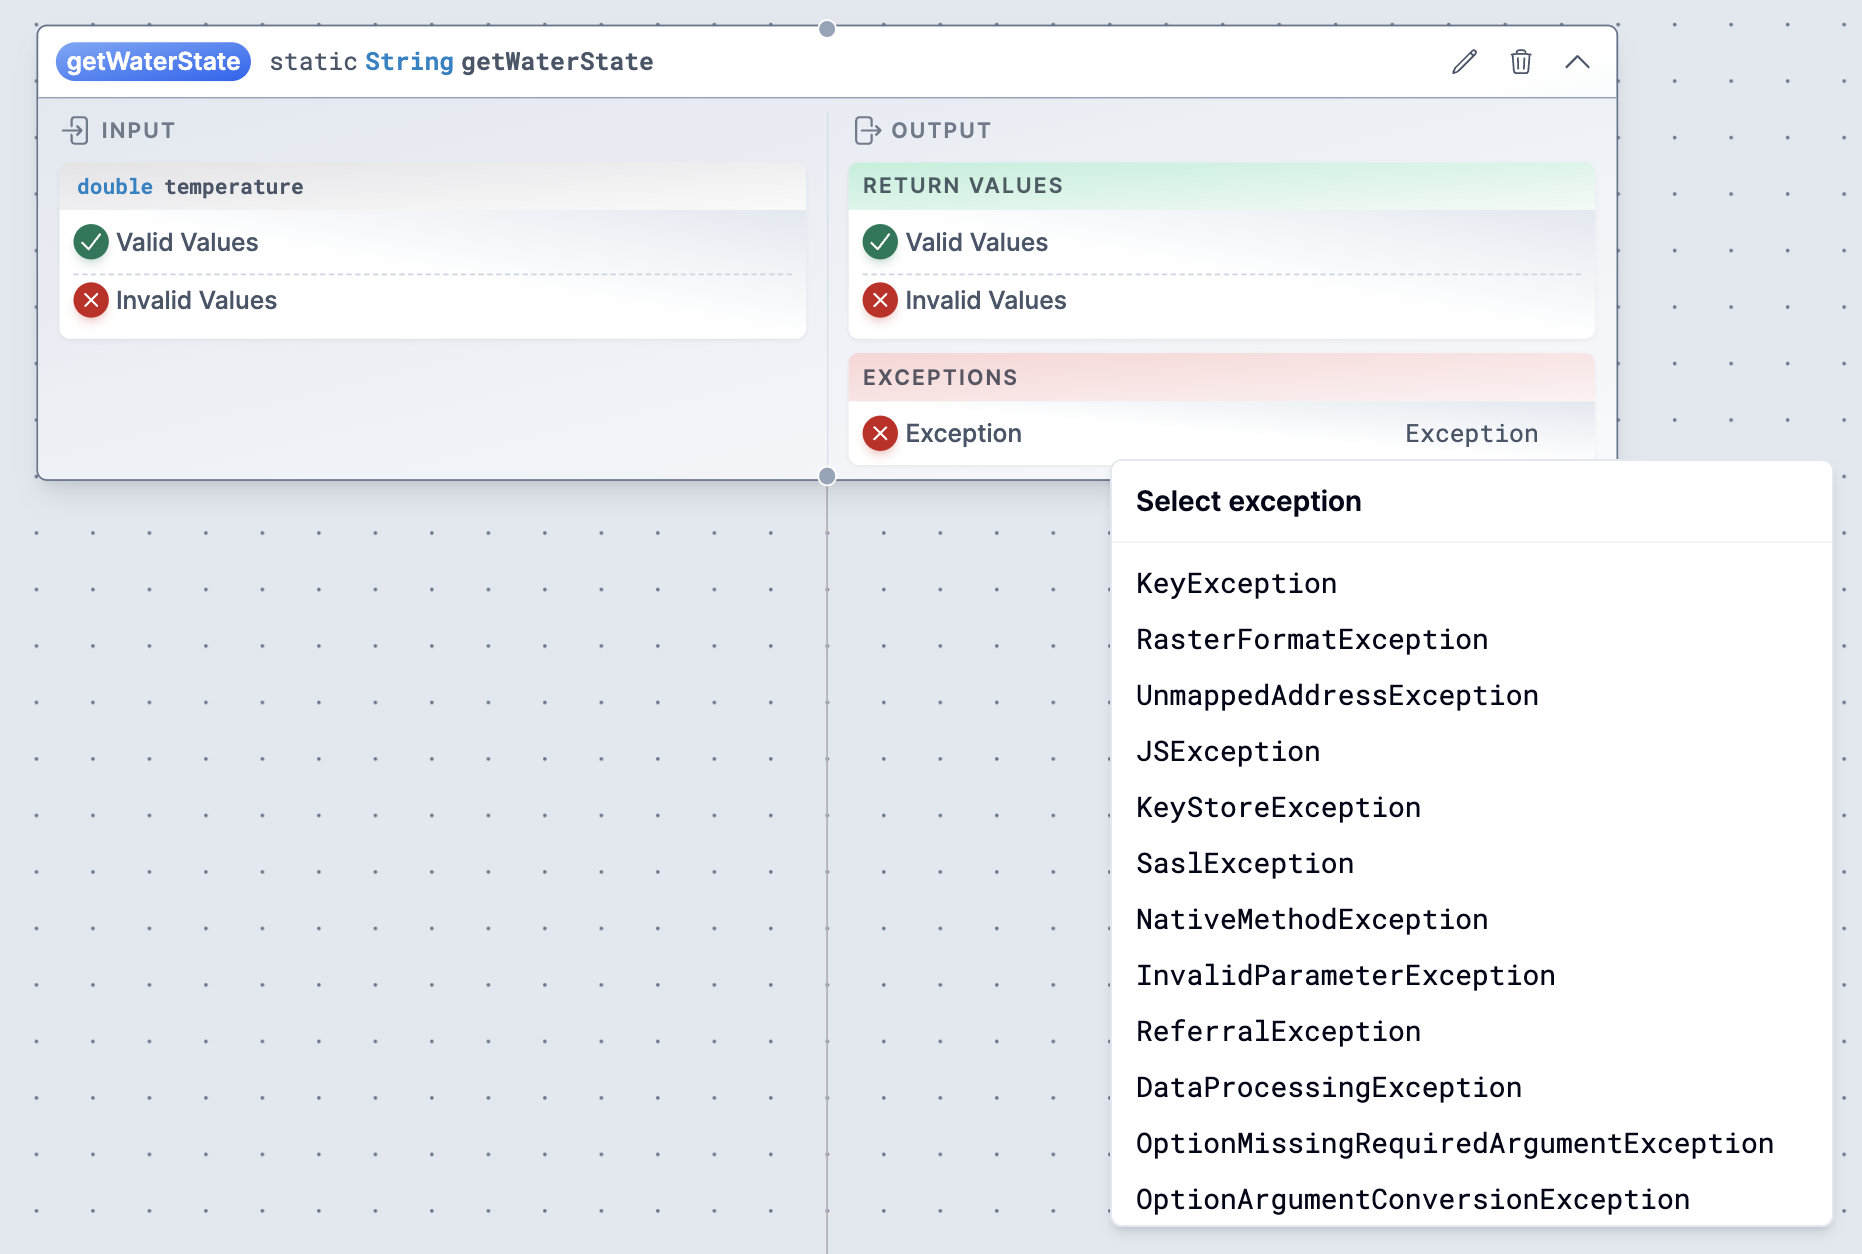 getWaterState static String getWaterState
INPUT
double temperature
Valid Values
Invalid Values
OUTPUT
RETURN VALUES
Valid Values
Invalid Values
EXCEPTIONS
Exception Exception
Select exception
KeyException
RasterFormatException
UnmappedAddressException
JSException
KeyStoreException
SaslException
NativeMethodException
InvalidParameterException
ReferralException
DataProcessingException
OptionMissingRequiredArgumentException
OptionArgumentConversionException